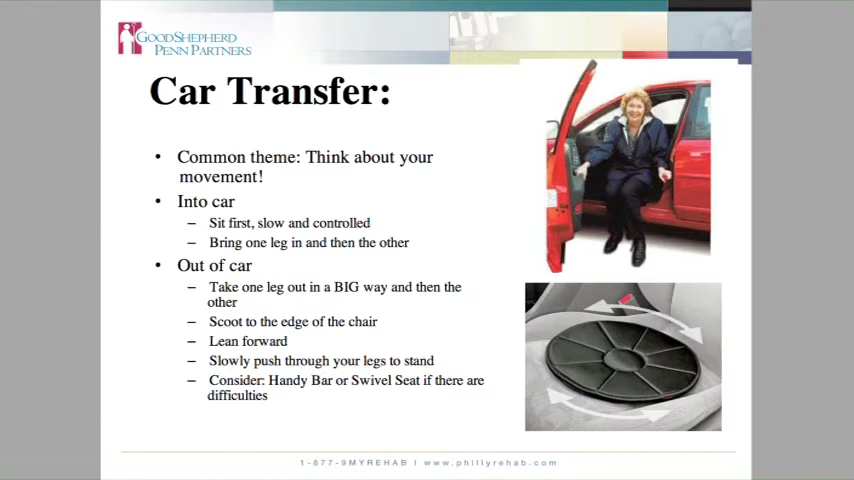 GOODSHEPHERD
PENN PARTNERS
Car Transfer:
• Common theme: Think about your
movement!
• Into car
– Sit first, slow and controlled
– Bring one leg in and then the other
• Out of car
– Take one leg out in a BIG way and then the
other
– Scoot to the edge of the chair
– Lean forward
– Slowly push through your legs to stand
– Consider: Handy Bar or Swivel Seat if there are
difficulties
1-877-9MYREHAB | www.phillyrehab.com